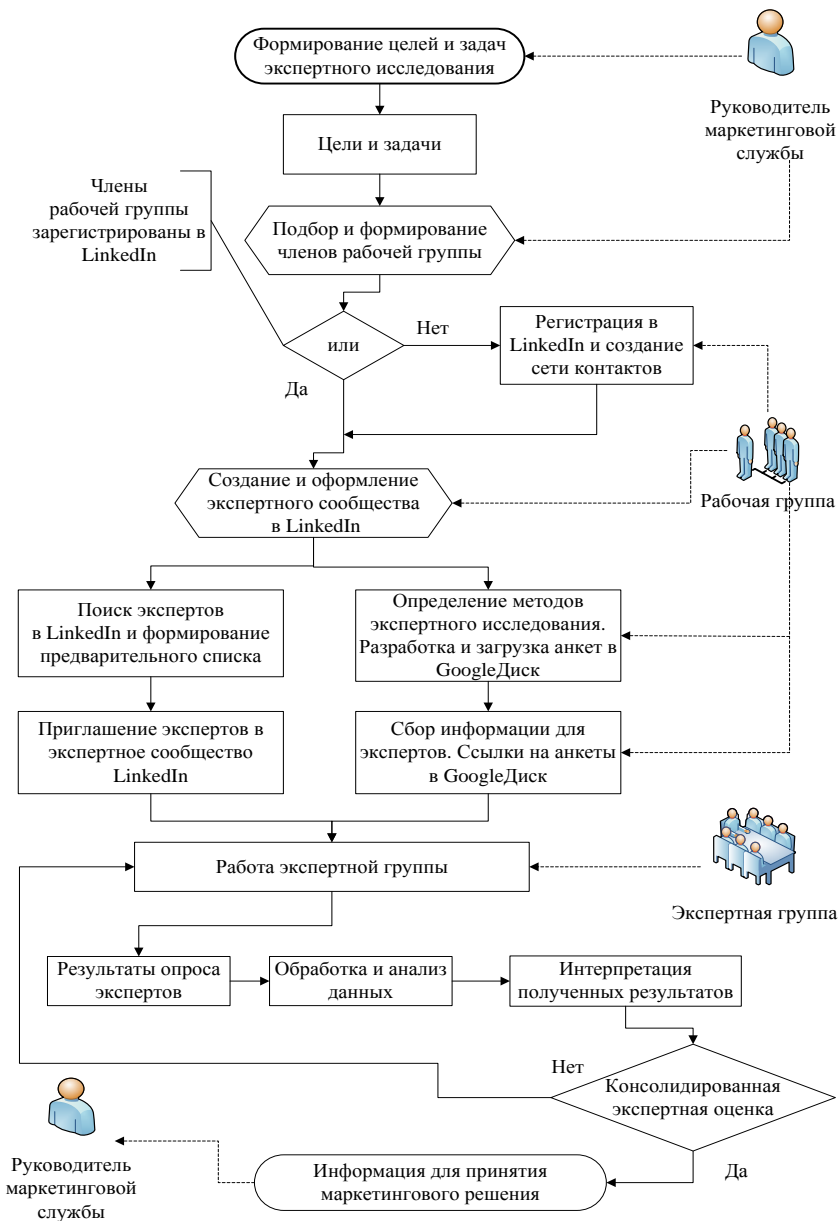 Формирование целей и задач
экспертного исследования
Руководитель
маркетинговой
службы
Цели и задачи
Члены
рабочей группы
зарегистрированы в
LinkedIn
Подбор и формирование
членов рабочей группы
или
Нет
Да
Регистрация в
LinkedIn и создание
сети контактов
Рабочая группа
Создание и оформление
экспертного сообщества
в LinkedIn
Поиск экспертов
в LinkedIn и формирование
предварительного списка
Определение методов
экспертного исследования.
Разработка и загрузка анкет в
GoogleДиск
Приглашение экспертов в
экспертное сообщество
LinkedIn
Сбор информации для
экспертов. Ссылки на анкеты
в GoogleДиск
Работа экспертной группы
Экспертная группа
Результаты опроса
экспертов
Обработка и анализ
данных
Интерпретация
полученных результатов
Нет
Консолидированная
экспертная оценка
Да
Руководитель
маркетинговой
службы
Информация для принятия
маркетингового решения